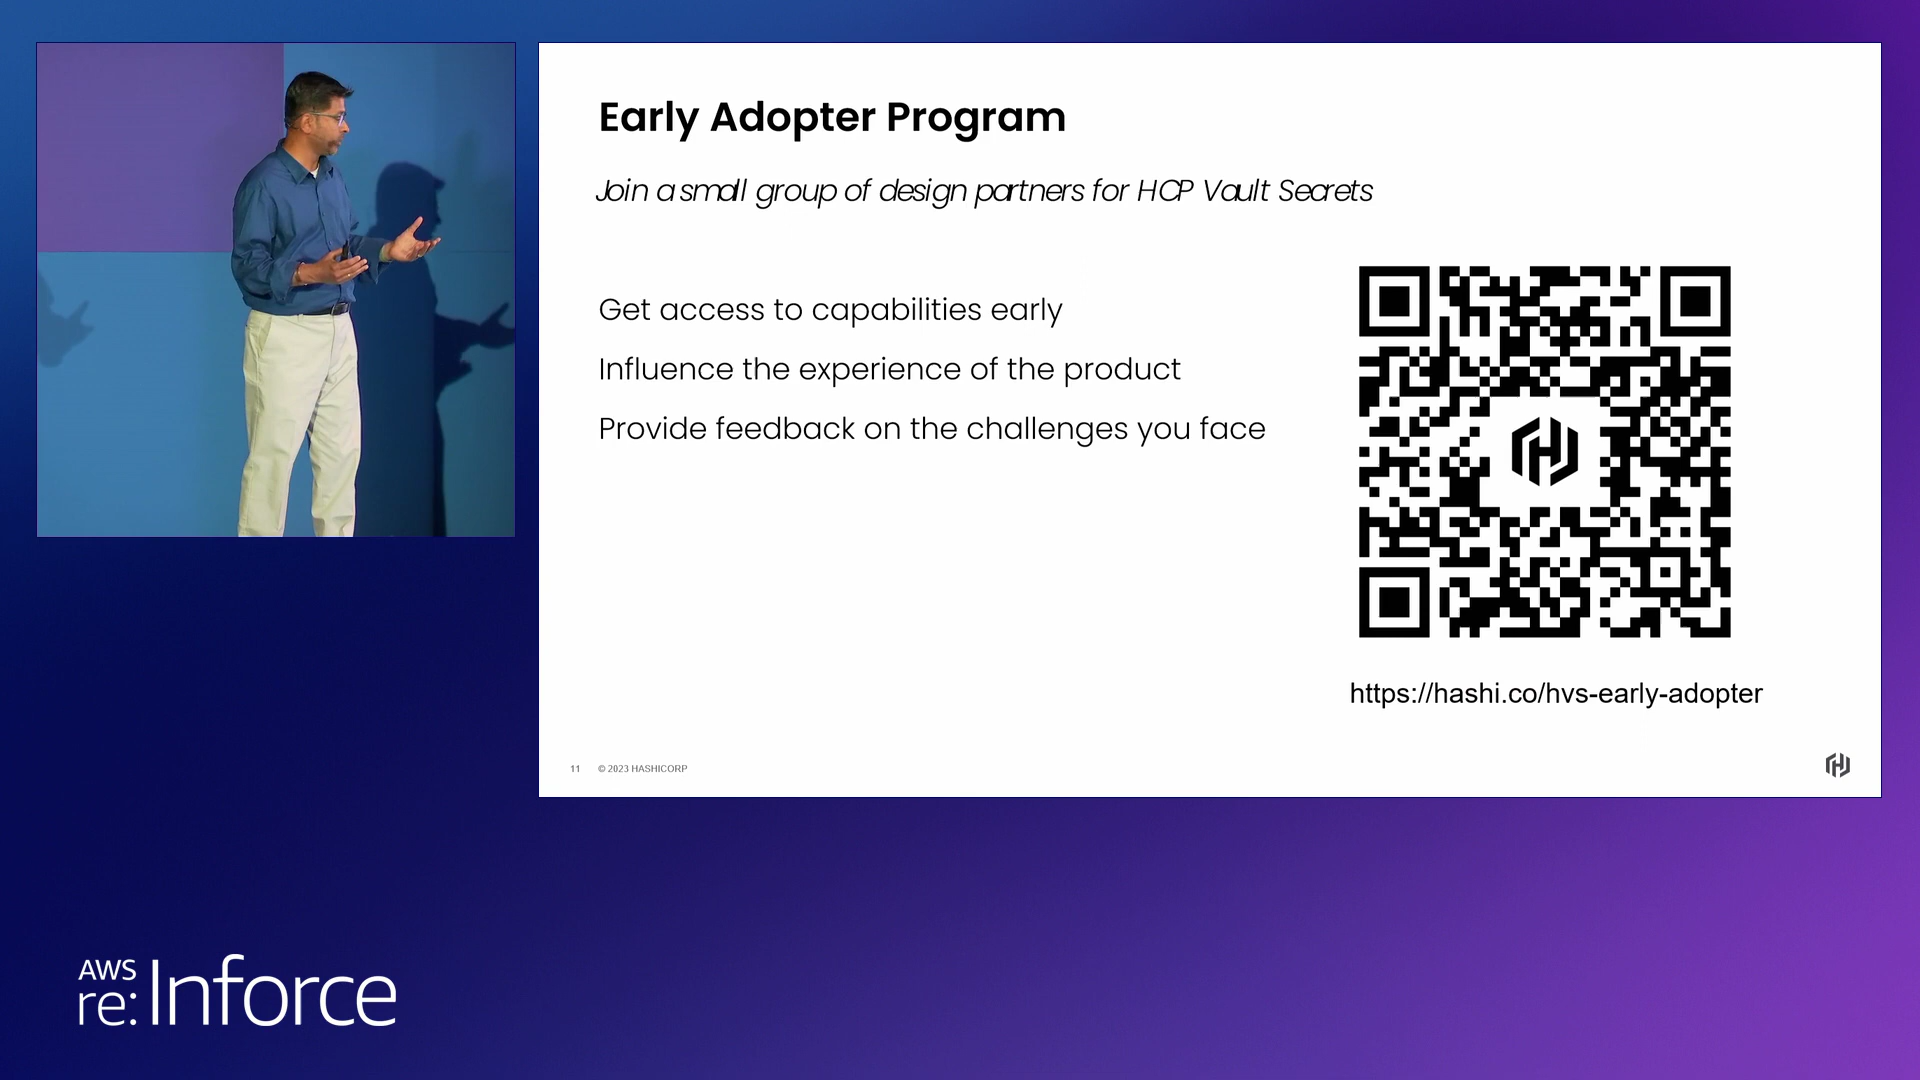 Early Adopter Program
Join a small group of design partners for HCP Vault Secrets
Get access to capabilities early
Influence the experience of the product
Provide feedback on the challenges you face
https://hashi.co/hvs-early-adopter
11 © 2023 HASHICORP
AWS
re:Inforce